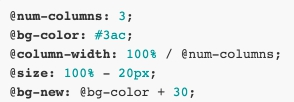 @num-columns: 3;
@bg-color: #3ac;
@column-width: 100% / @num-columns;
@size: 100% - 20px;
@bg-new: @bg-color + 30;